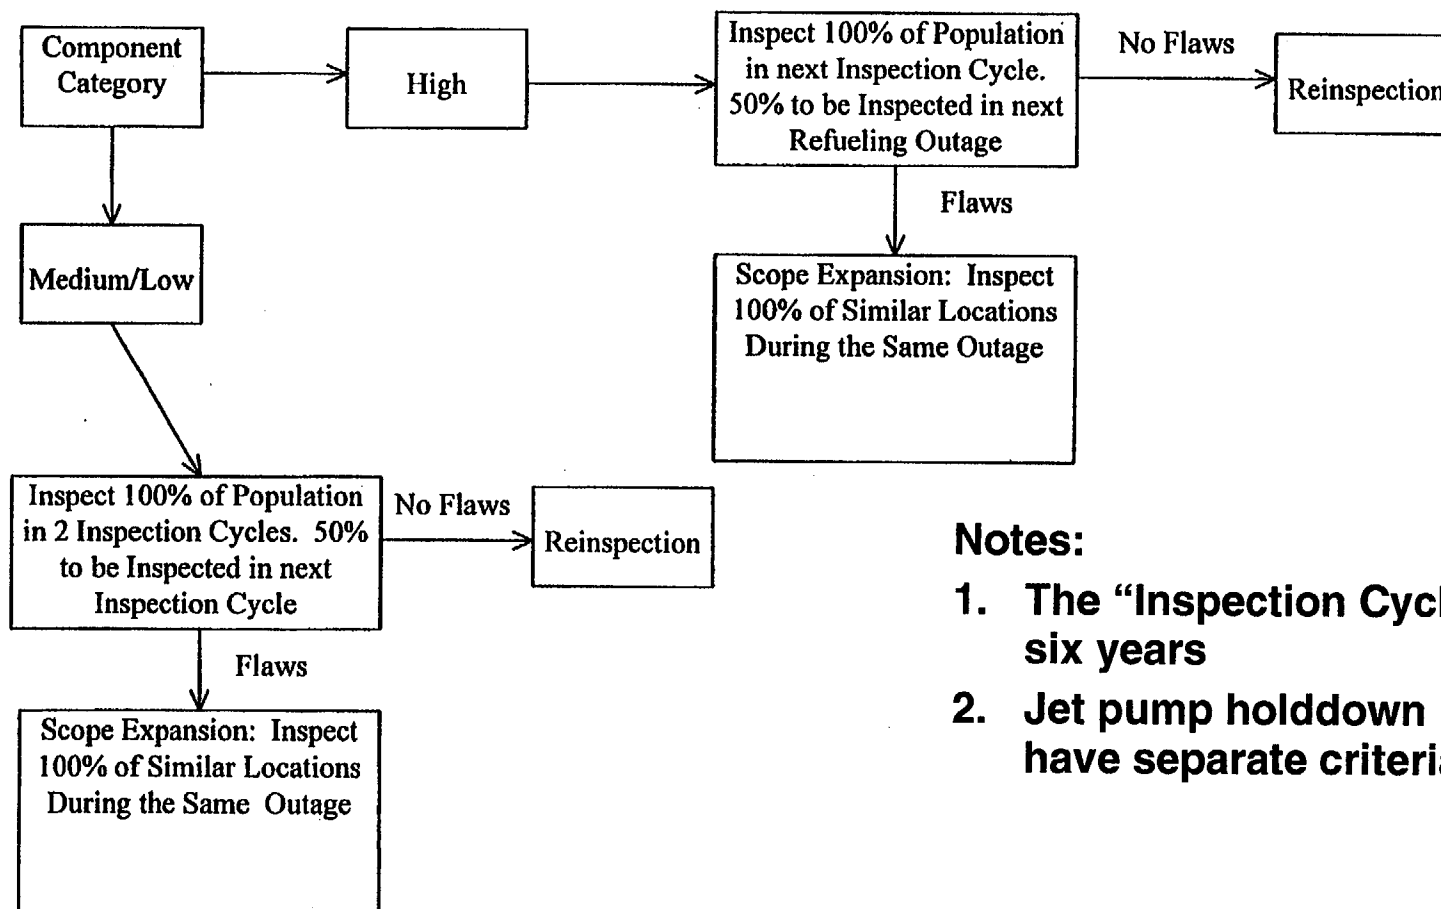 Component
Category
High
Inspect 100% of Population
in next Inspection Cycle.
50% to be Inspected in next
Refueling Outage
No Flaws
Reinspection
Flaws
Scope Expansion: Inspect
100% of Similar Locations
During the Same Outage
Medium/Low
Inspect 100% of Population
in 2 Inspection Cycles. 50%
to be Inspected in next
Inspection Cycle
No Flaws
Reinspection
Flaws
Scope Expansion: Inspect
100% of Similar Locations
During the Same Outage
Notes:
1. The “Inspection
six years
2. Jet pump holddown
have separate criteria